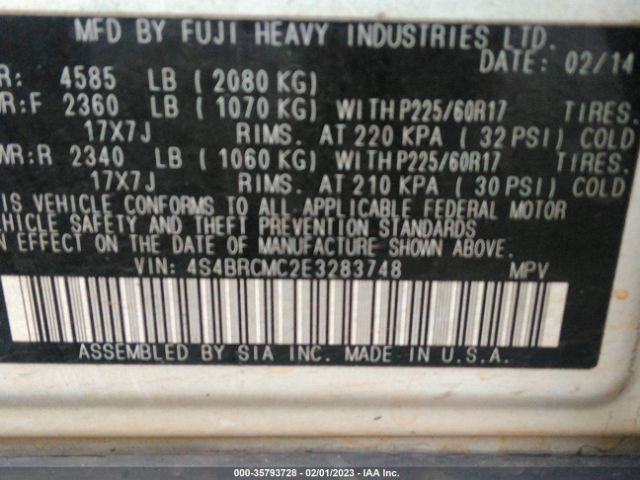 MFD BY FUJI HEAVY INDUSTRIES LTD.
DATE: 02/14
R: 4585 LB ( 2080 KG)
WR:F 2360 LB ( 1070 KG) WITH P225/60R17 TIRES.
17X7J RIMS. AT 220 KPA ( 32 PSI) COLD
WR:R 2340 LB ( 1060 KG) WITH P225/60R17 TIRES.
17X7J RIMS. AT 210 KPA ( 30 PSI) COLD
IS VEHICLE CONFORMS TO ALL APPLICABLE FEDERAL MOTOR
EHICLE SAFETY AND THEFT PREVENTION STANDARDS
N EFFECT ON THE DATE OF MANUFACTURE SHOWN ABOVE.
VIN: 4S4BRCMC2E3283748 MPV
ASSEMBLED BY SIA INC. MADE IN U.S.A.
000-35793728 - 02/01/2023 - IAA Inc.